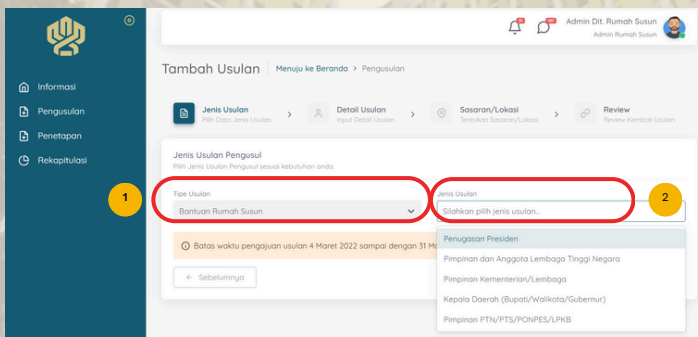 Admin Dit. Rumah Susun
Admin Rumah Susun
Informasi
Pengusulan
Penetapan
Rekapitulasi
Tambah Usulan
Menuju ke Beranda > Pengusulan
Jenis Usulan
Pilih Data Jenis Usulan
>
Detail Usulan
Input Detail Usulan
>
Sasaran/Lokasi
Tentukan Sasaran/Lokasi
>
Review
Review Kembali Usulan
Jenis Usulan Pengusul
Pilih Jenis Usulan Pengusul sesuai kebutuhan anda.
1
Tipe Usulan
Bantuan Rumah Susun
Jenis Usulan
Silahkan pilih jenis usulan..
2
Penugasan Presiden
Pimpinan dan Anggota Lembaga Tinggi Negara
Pimpinan Kementerian/Lembaga
Kepala Daerah (Bupati/Walikota/Gubernur)
Pimpinan PTN/PTS/PONPES/LPKB
Batas waktu pengajuan usulan 4 Maret 2022 sampai dengan 31
← Sebelumnya